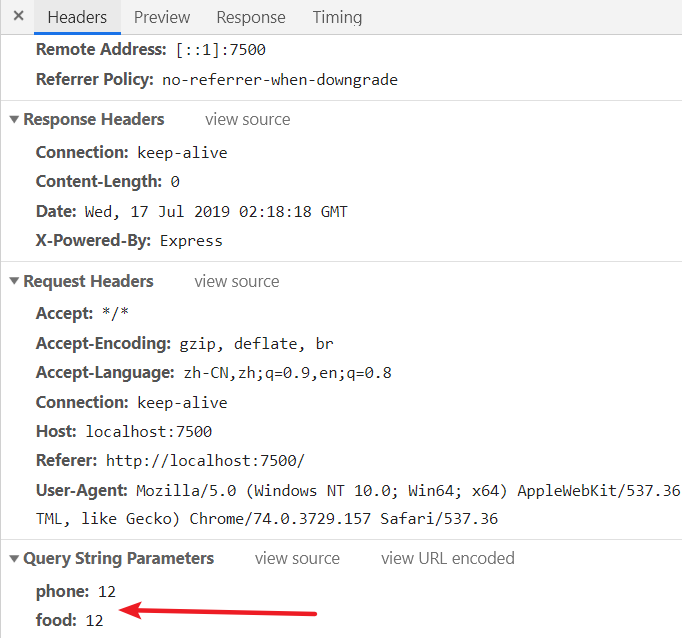 × Headers Preview Response Timing
Remote Address: [::1]:7500
Referrer Policy: no-referrer-when-downgrade
▼ Response Headers view source
Connection: keep-alive
Content-Length: 0
Date: Wed, 17 Jul 2019 02:18:18 GMT
X-Powered-By: Express
▼ Request Headers view source
Accept: */*
Accept-Encoding: gzip, deflate, br
Accept-Language: zh-CN,zh;q=0.9,en;q=0.8
Connection: keep-alive
Host: localhost:7500
Referer: http://localhost:7500/
User-Agent: Mozilla/5.0 (Windows NT 10.0; Win64; x64) AppleWebKit/537.36
TML, like Gecko) Chrome/74.0.3729.157 Safari/537.36
▼ Query String Parameters view source view URL encoded
phone: 12
food: 12